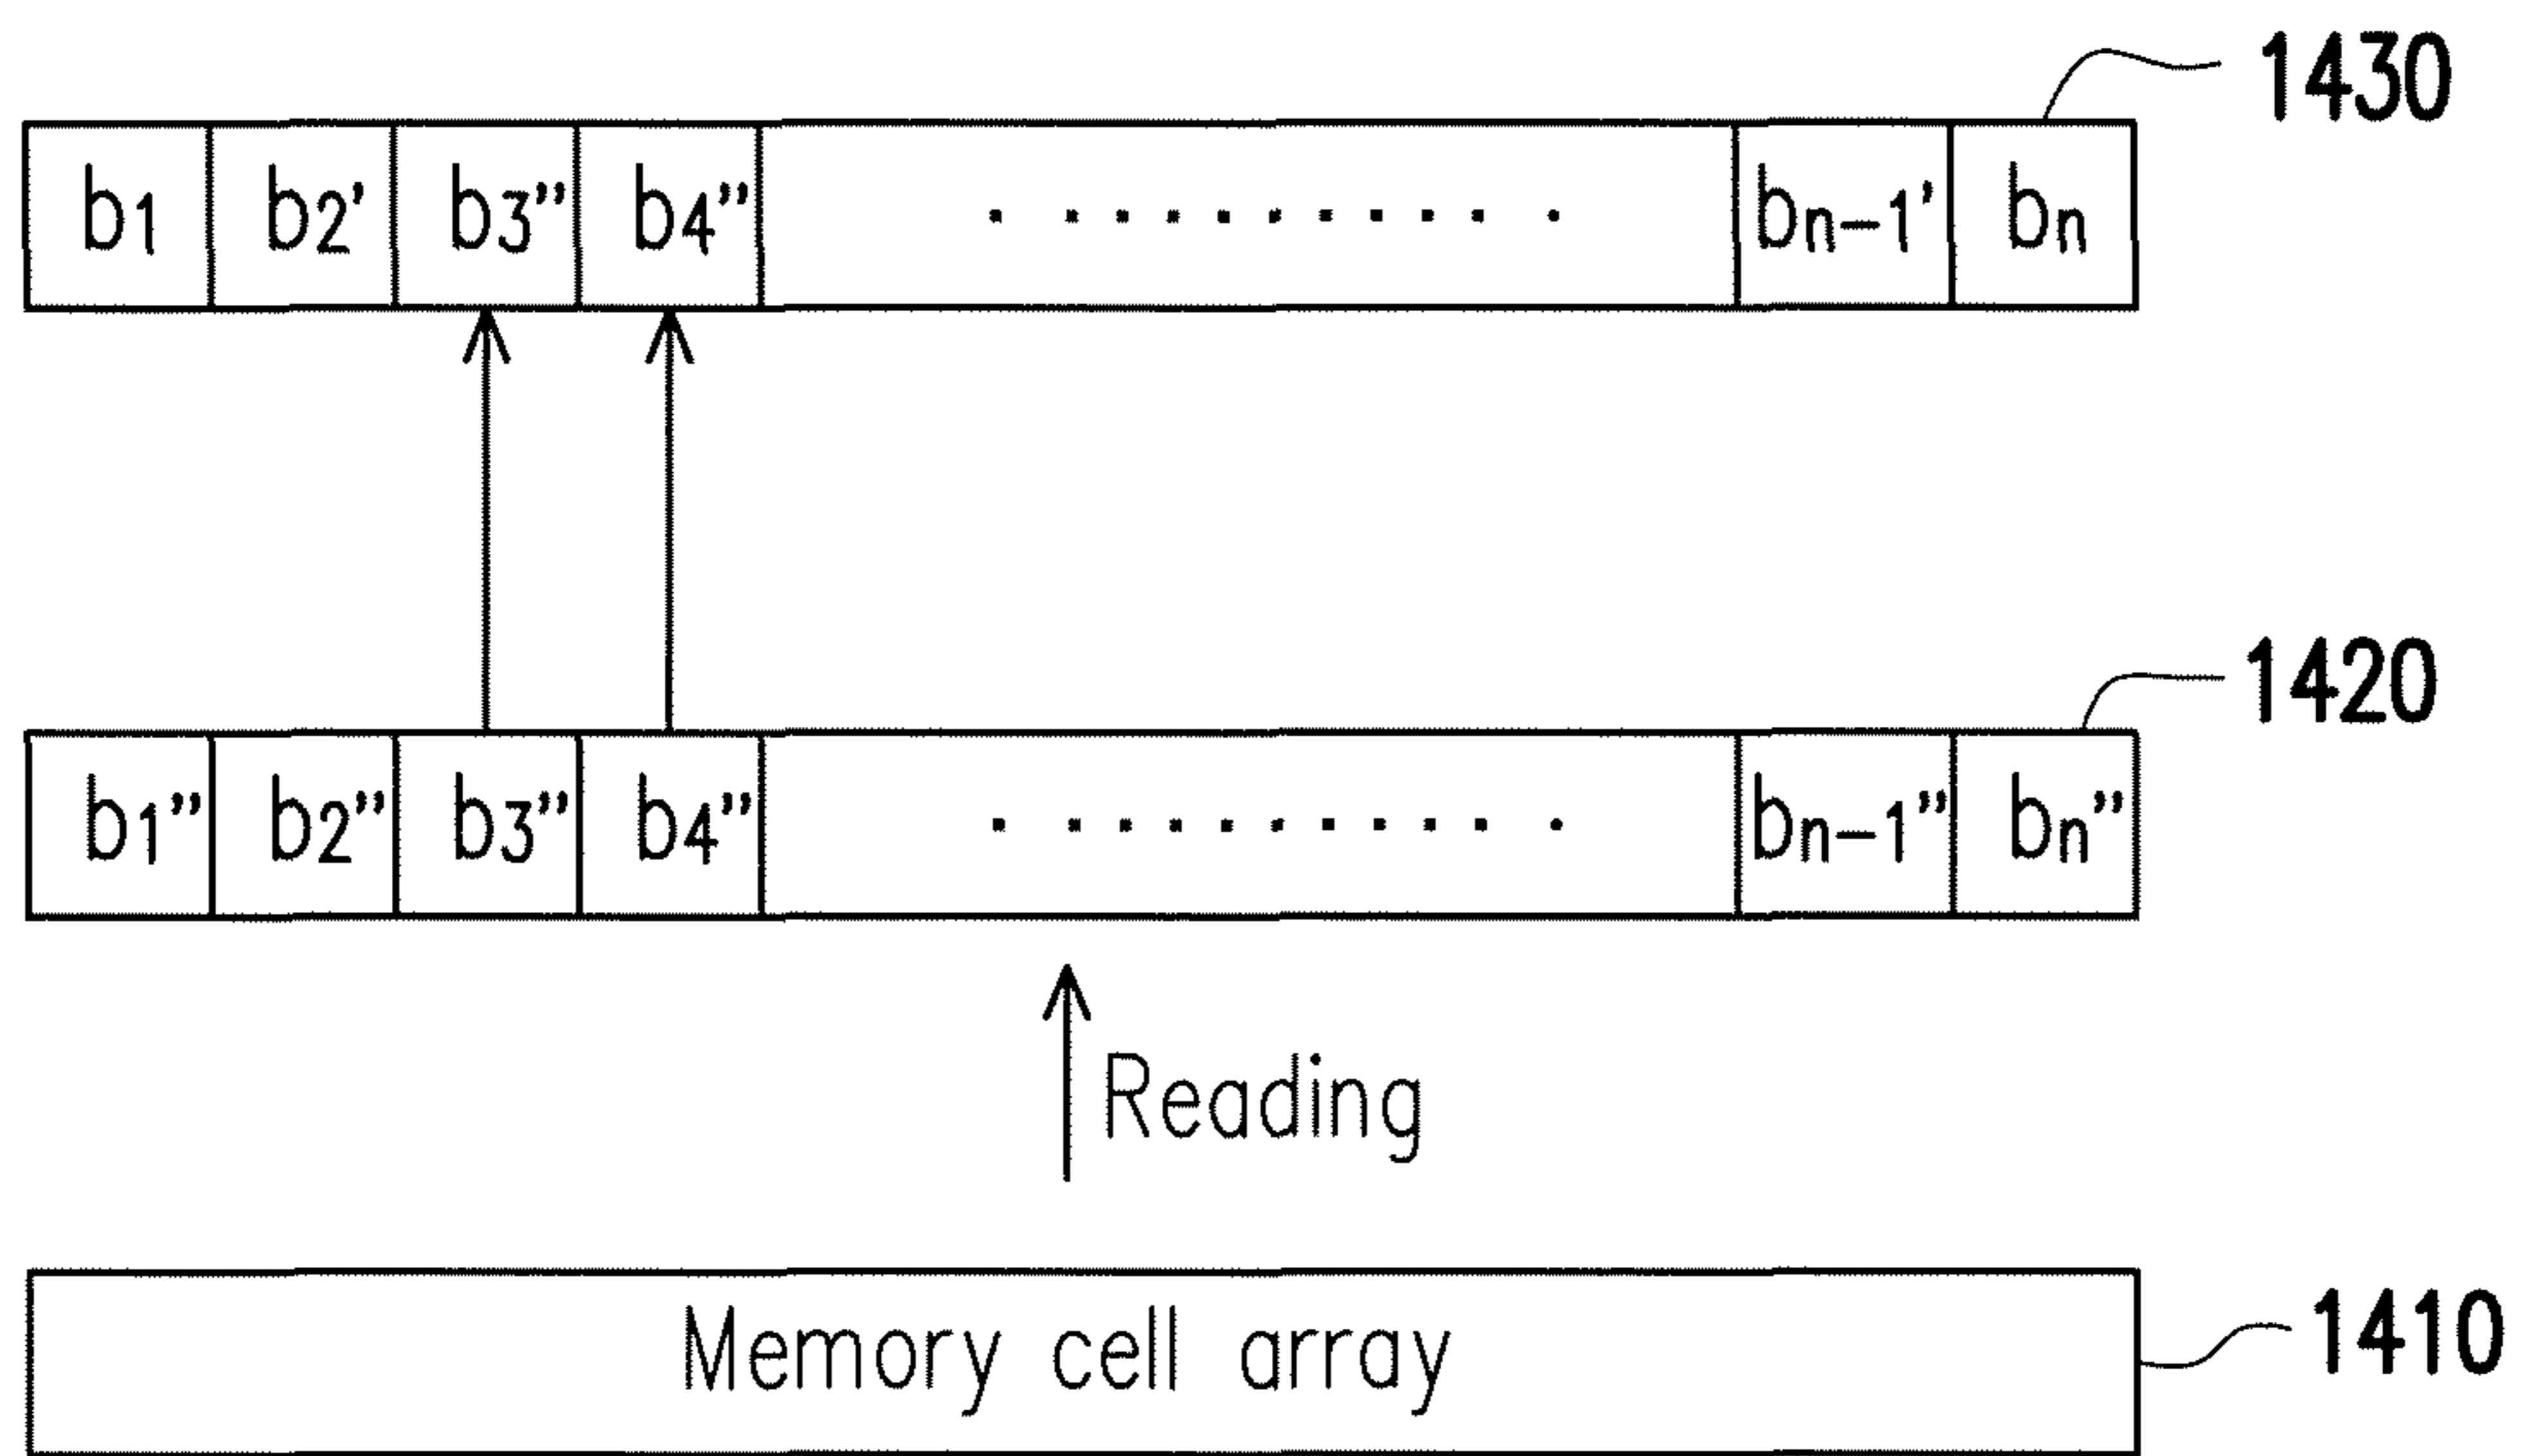 1430
b1 b2' b3" b4" . . . . . . . . . . . bn-1' bn
1420
b1" b2" b3" b4" . . . . . . . . . . . bn-1" bn"
Reading
Memory cell array 1410